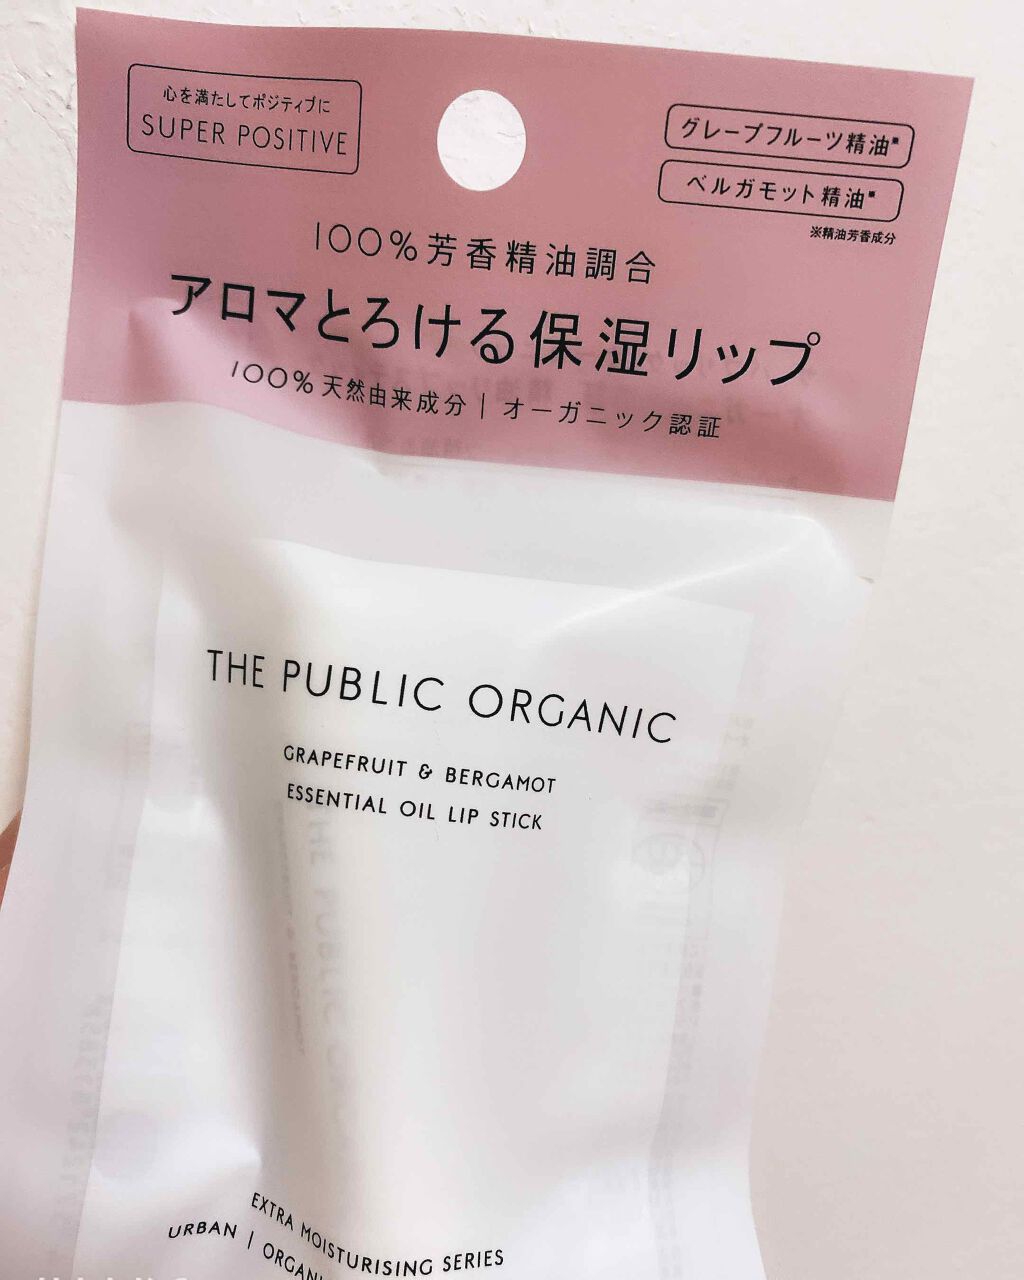 心を満たしてポジティブに
SUPER POSITIVE
グレープフルーツ精油※
ベルガモット精油※
※精油芳香成分
100%芳香精油調合
アロマとろける保湿リップ
100%天然由来成分 | オーガニック認証
THE PUBLIC ORGANIC
GRAPEFRUIT & BERGAMOT
ESSENTIAL OIL LIP STICK
EXTRA MOISTURISING SERIES
URBAN | ORGANI